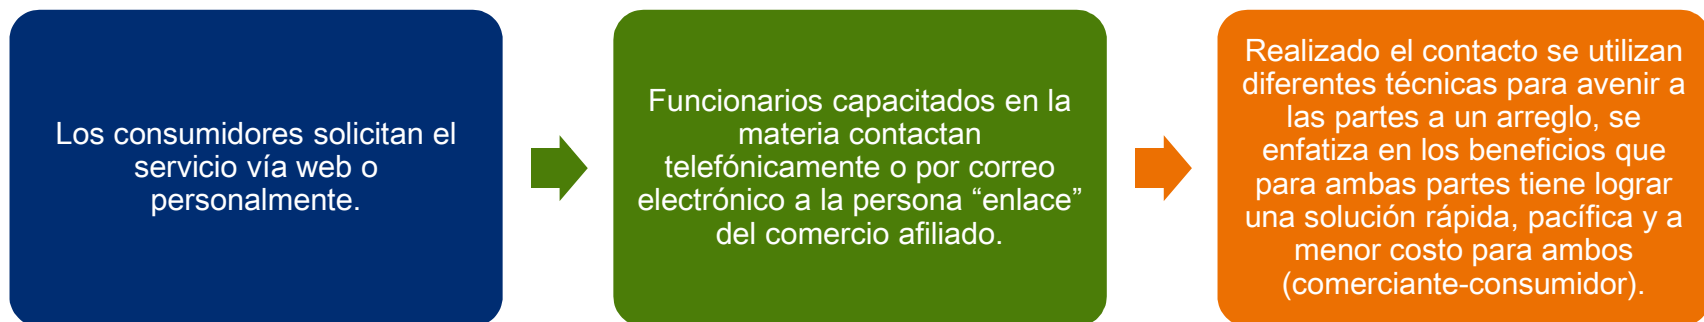 Los consumidores solicitan el
servicio vía web o
personalmente.
Funcionarios capacitados en la
materia contactan
telefónicamente o por correo
electrónico a la persona “enlace”
del comercio afiliado.
Realizado el contacto se utilizan
diferentes técnicas para avenir a
las partes a un arreglo, se
enfatiza en los beneficios que
para ambas partes tiene lograr
una solución rápida, pacífica y a
menor costo para ambos
(comerciante-consumidor).